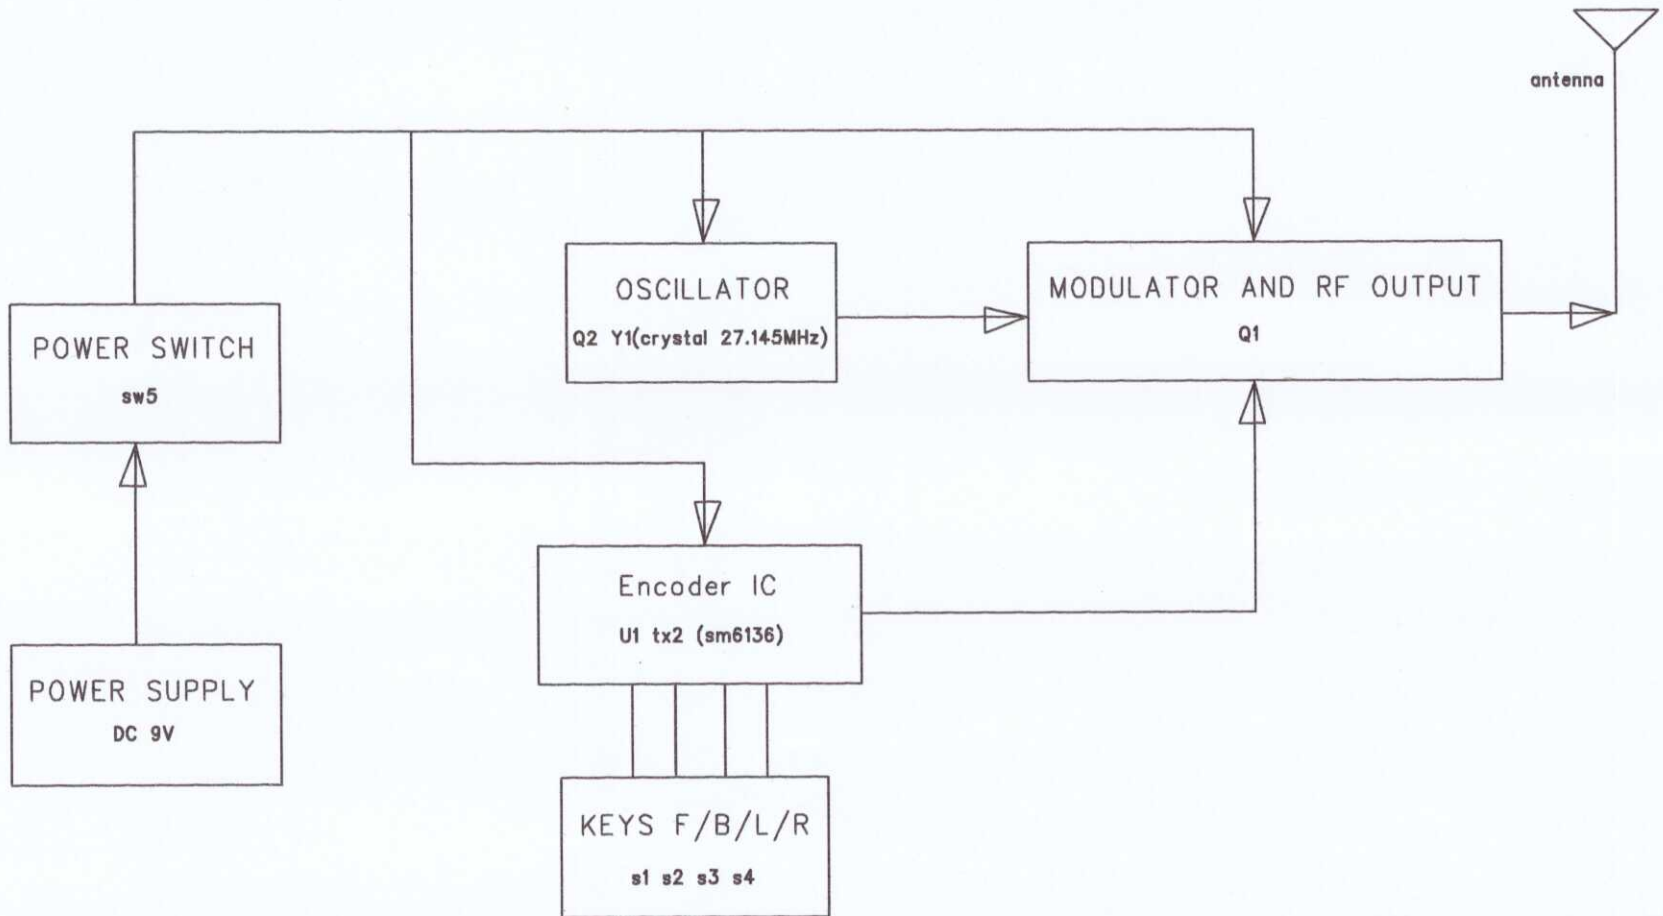 antenna
OSCILLATOR
Q2 Y1(crystal 27.145MHz)
MODULATOR AND RF OUTPUT
Q1
POWER SWITCH
sw5
Encoder IC
U1 tx2 (sm6136)
POWER SUPPLY
DC 9V
KEYS F/B/L/R
s1 s2 s3 s4